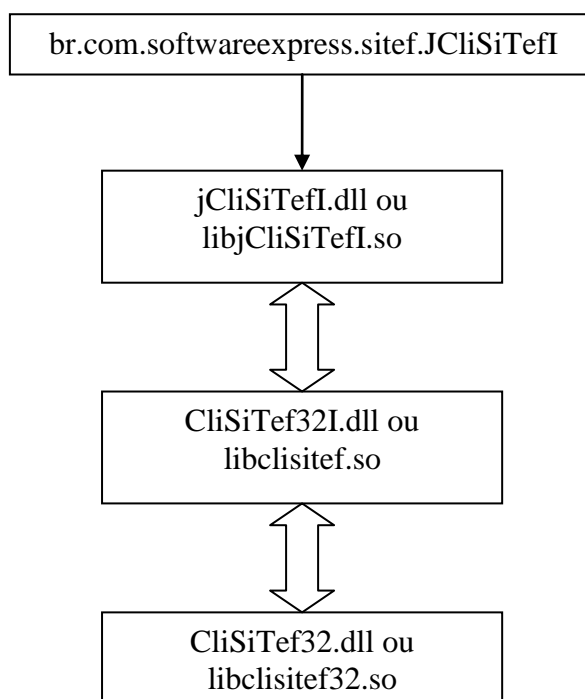 br.com.softwareexpress.sitef.JCliSiTefI
jCliSiTefI.dll ou
libjCliSiTefI.so
CliSiTef32I.dll ou
libclisitef.so
CliSiTef32.dll ou
libclisitef32.so